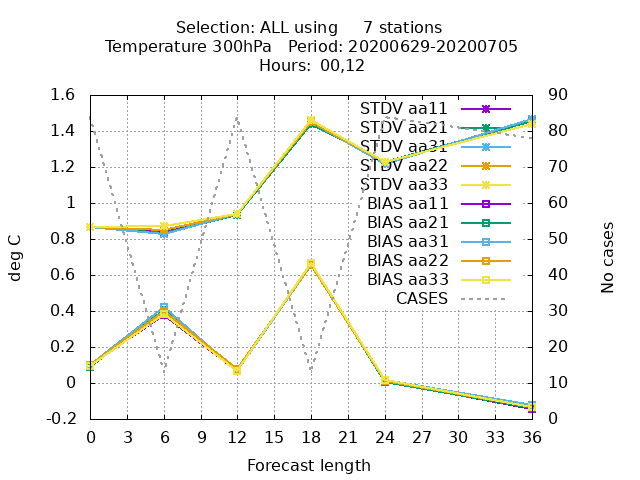 Selection: ALL using     7 stations
Temperature 300hPa   Period: 20200629-20200705
Hours:  00,12
1.6
1.4
1.2
1
0.8
0.6
0.4
0.2
0
-0.2
deg C
STDV aa11
STDV aa21
STDV aa31
STDV aa22
STDV aa33
BIAS aa11
BIAS aa21
BIAS aa31
BIAS aa22
BIAS aa33
CASES
90
80
70
60
50
40
30
20
10
0
No cases
0 3 6 9 12 15 18 21 24 27 30 33 36
Forecast length